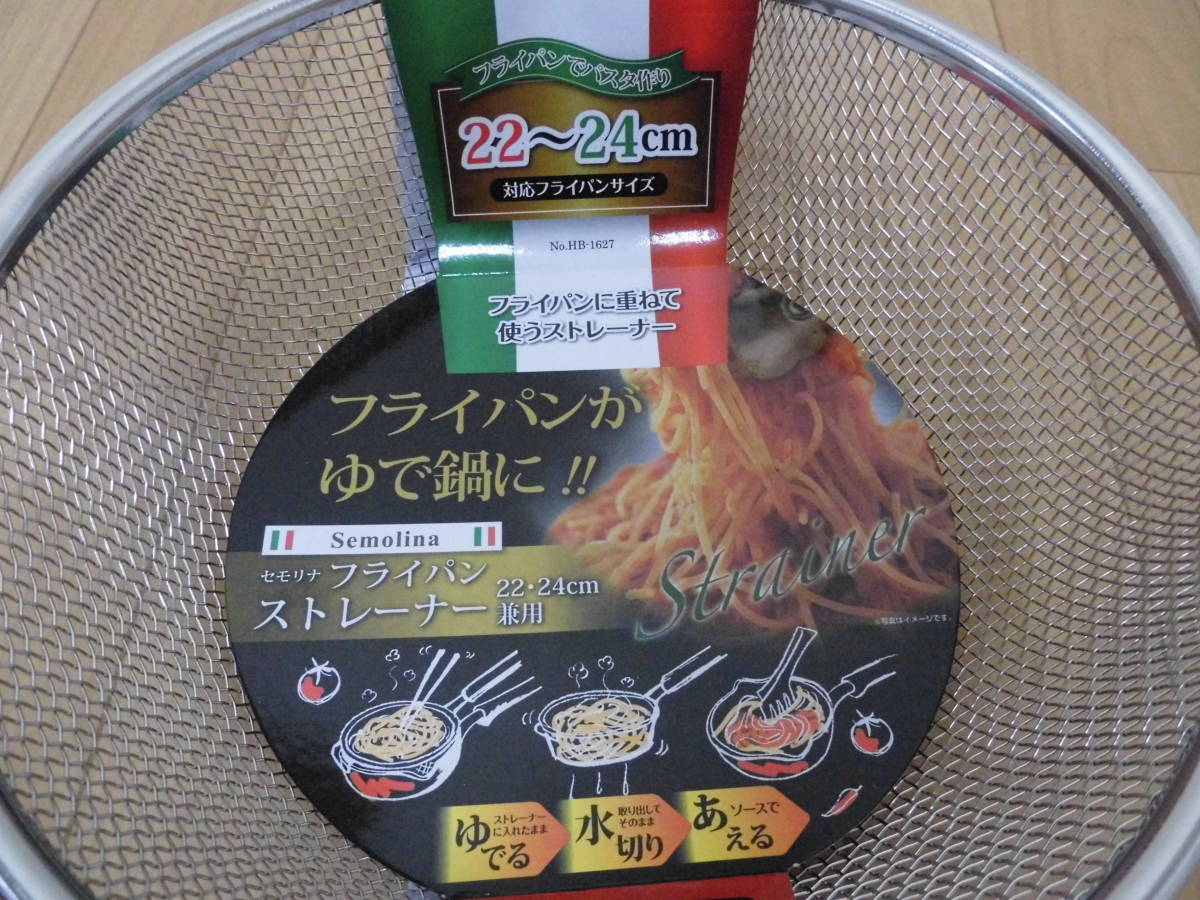 フライパンでパスタ作り
22〜24cm
対応フライパンサイズ
No.HB-1627
フライパンに重ねて
使うストレーナー
フライパンが
ゆで鍋に!!
Semolina
セモリナ フライパン
ストレーナー
22・24cm
兼用
Strainer
※写真はイメージです。
ストレーナー
に入れたまま
ゆでる
取り出して
そのまま
水切り
ソースで
あえる